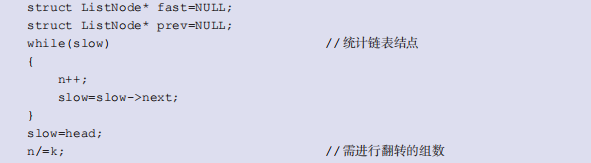 struct ListNode* fast=NULL;
struct ListNode* prev=NULL;
while(slow) //统计链表结点
{
n++;
slow=slow->next;
}
slow=head;
n/=k; //需进行翻转的组数